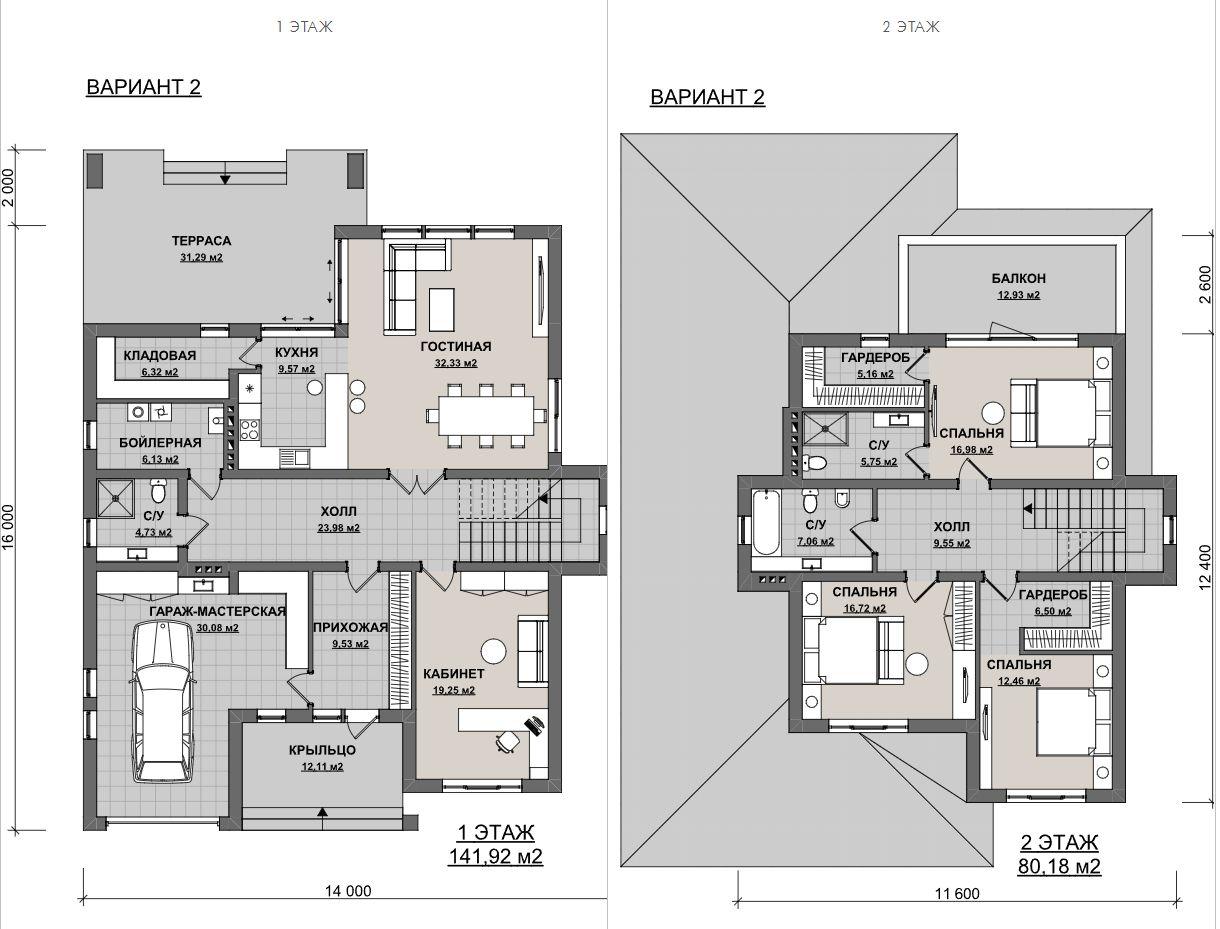 1 ЭТАЖ
ВАРИАНТ 2
2 000
16 000
ТЕРРАСА
31,29 м2
КЛАДОВАЯ
6,32 м2
КУХНЯ
9,57 м2
ГОСТИНАЯ
32,33 м2
БОЙЛЕРНАЯ
6,13 м2
С/У
4,73 м2
ХОЛЛ
23,98 м2
ГАРАЖ-МАСТЕРСКАЯ
30,08 м2
ПРИХОЖАЯ
9,53 м2
КАБИНЕТ
19,25 м2
КРЫЛЬЦО
12,11 м2
1 ЭТАЖ
141,92 м2
14 000
2 ЭТАЖ
ВАРИАНТ 2
БАЛКОН
12,93 м2
2 600
ГАРДЕРОБ
5,16 м2
СПАЛЬНЯ
16,98 м2
С/У
5,75 м2
С/У
7,06 м2
ХОЛЛ
9,55 м2
12 400
СПАЛЬНЯ
16,72 м2
ГАРДЕРОБ
6,50 м2
СПАЛЬНЯ
12,46 м2
2 ЭТАЖ
80,18 м2
11 600